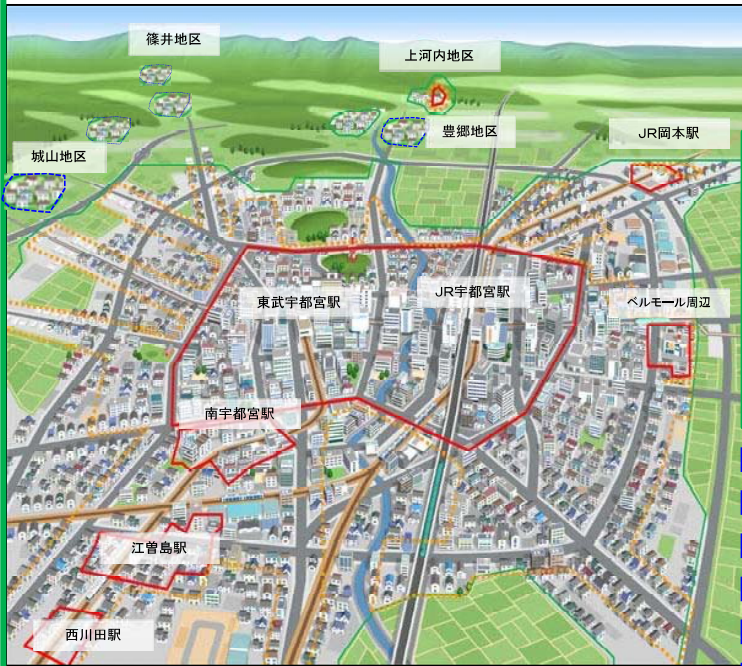 篠井地区
上河内地区
豊郷地区
JR岡本駅
城山地区
東武宇都宮駅
JR宇都宮駅
ベルモール周辺
南宇都宮駅
江曽島駅
西川田駅